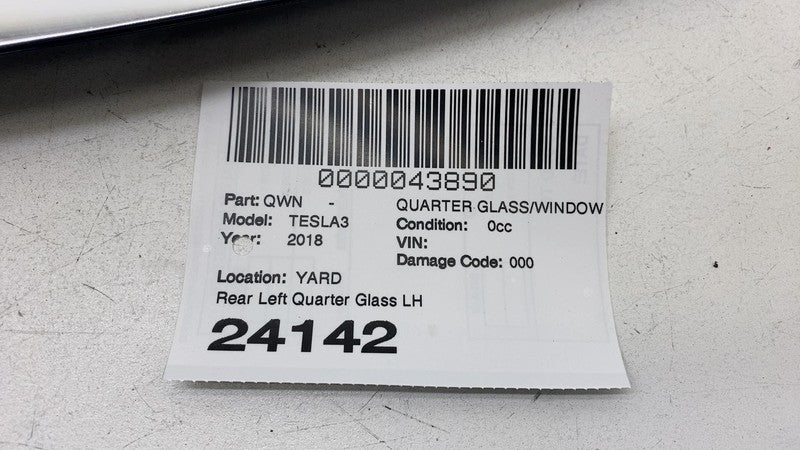 0000043890
Part: QWN - QUARTER GLASS/WINDOW
Model: TESLA3 Condition: 0cc
Year: 2018 VIN:
Damage Code: 000
Location: YARD
Rear Left Quarter Glass LH
24142